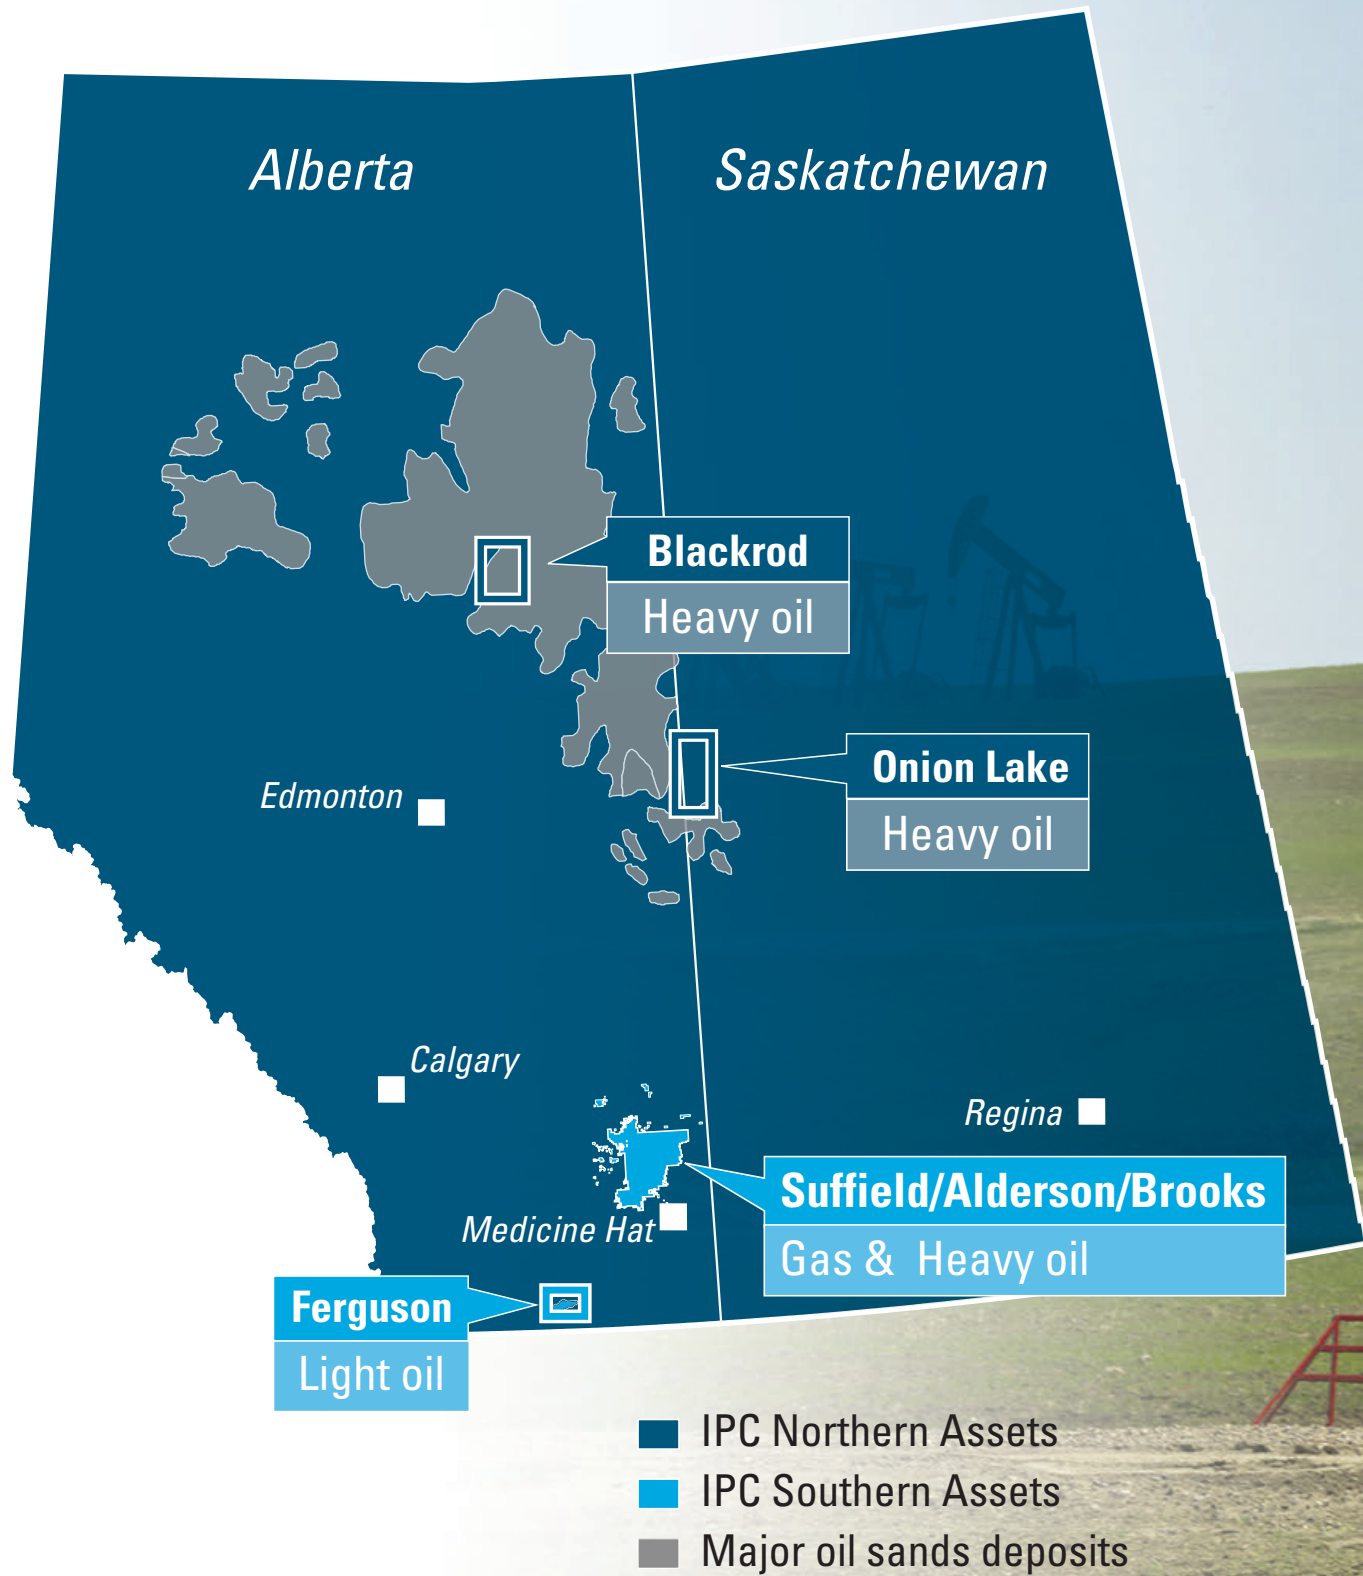 Alberta
Saskatchewan
Blackrod
Heavy oil
Onion Lake
Heavy oil
Edmonton
Calgary
Regina
Suffield/Alderson/Brooks
Gas & Heavy oil
Medicine Hat
Ferguson
Light oil
IPC Northern Assets
IPC Southern Assets
Major oil sands deposits